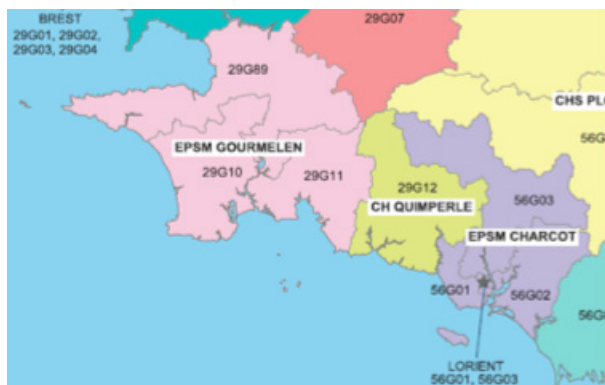 BREST
29G01, 29G02,
29G03, 29G04
29G07
29G89
CHS
56G
EPSM GOURMELEN
29G10
29G11
29G12
CH QUIMPERLE
56G03
EPSM CHARCOT
56G01
56G02
56G
LORIENT
56G01, 56G03